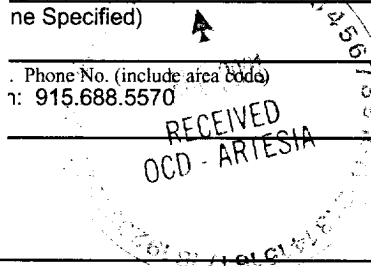 ne Specified)
. Phone No. (include area code)
n: 915.688.5570
RECEIVED
OCD - ARTESIA